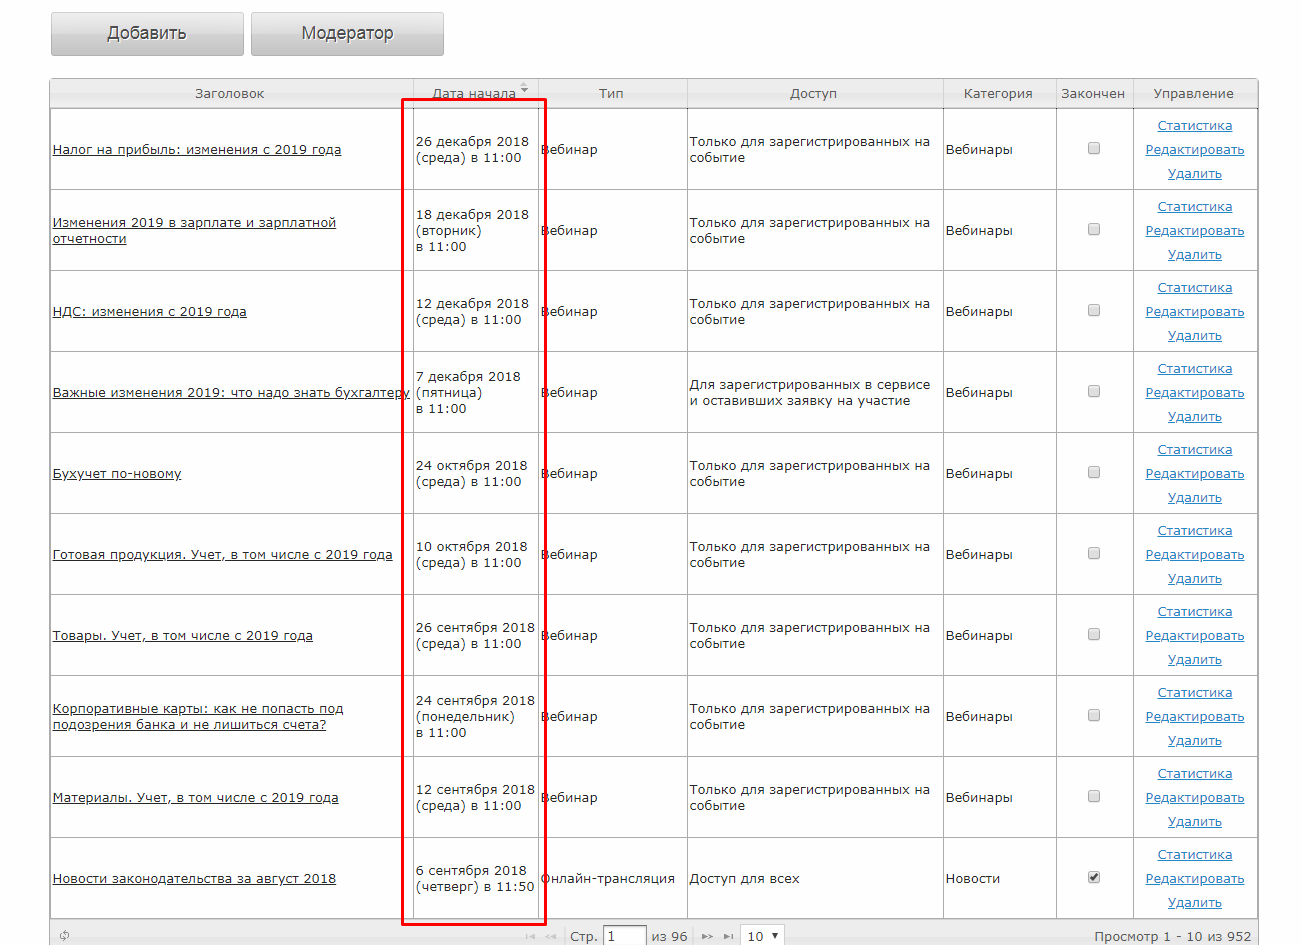 Добавить Модератор
Заголовок Дата начала Тип Доступ Категория Закончен Управление
Налог на прибыль: изменения с 2019 года
26 декабря 2018
(среда) в 11:00
Вебинар
Только для зарегистрированных на
событие
Вебинары
Статистика
Редактировать
Удалить
Изменения 2019 в зарплате и зарплатной
отчетности
18 декабря 2018
(вторник)
в 11:00
Вебинар
Только для зарегистрированных на
событие
Вебинары
Статистика
Редактировать
Удалить
НДС: изменения с 2019 года
12 декабря 2018
(среда) в 11:00
Вебинар
Только для зарегистрированных на
событие
Вебинары
Статистика
Редактировать
Удалить
Важные изменения 2019: что надо знать бухгалтеру
7 декабря 2018
(пятница)
в 11:00
Вебинар
Для зарегистрированных в сервисе
и оставивших заявку на участие
Вебинары
Статистика
Редактировать
Удалить
Бухучет по-новому
24 октября 2018
(среда) в 11:00
Вебинар
Только для зарегистрированных на
событие
Вебинары
Статистика
Редактировать
Удалить
Готовая продукция. Учет, в том числе с 2019 года
10 октября 2018
(среда) в 11:00
Вебинар
Только для зарегистрированных на
событие
Вебинары
Статистика
Редактировать
Удалить
Товары. Учет, в том числе с 2019 года
26 сентября 2018
(среда) в 11:00
Вебинар
Только для зарегистрированных на
событие
Вебинары
Статистика
Редактировать
Удалить
Корпоративные карты: как не попасть под
подозрения банка и не лишиться счета?
24 сентября 2018
(понедельник)
в 11:00
Вебинар
Только для зарегистрированных на
событие
Вебинары
Статистика
Редактировать
Удалить
Материалы. Учет, в том числе с 2019 года
12 сентября 2018
(среда) в 11:00
Вебинар
Только для зарегистрированных на
событие
Вебинары
Статистика
Редактировать
Удалить
Новости законодательства за август 2018
6 сентября 2018
(четверг) в 11:50
Онлайн-трансляция
Доступ для всех
Новости
Статистика
Редактировать
Удалить
Стр. 1 из 96 10 Просмотр 1 - 10 из 952